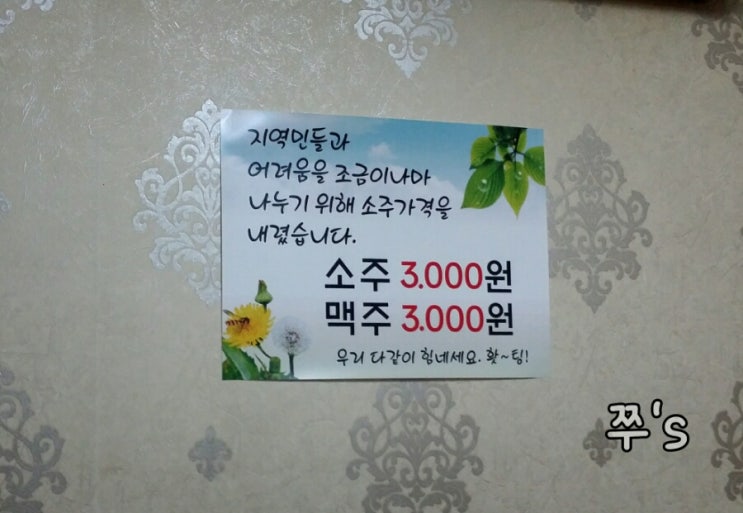 지역민들과
어려움을 조금이나마
나누기 위해 소주가격을
내렸습니다.
소주 3.000원
맥주 3.000원
우리 다같이 힘내세요. 홧~팅!
쭈's